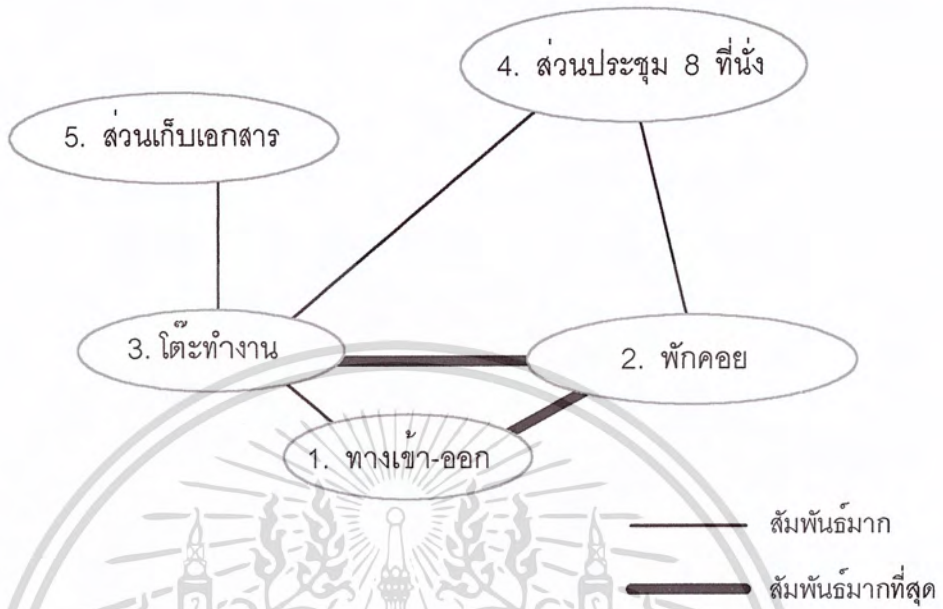 4. ส่วนประชุม 8 ที่นั่ง
5. ส่วนเก็บเอกสาร
3. โต๊ะทำงาน
2. พักคอย
1. ทางเข้า-ออก
สัมพันธ์มาก
สัมพันธ์มากที่สุด